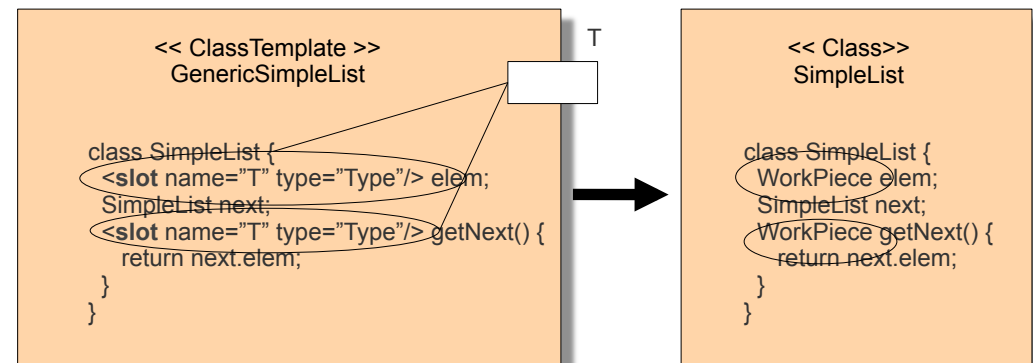 << ClassTemplate >>
GenericSimpleList
T
class SimpleList {
<slot name=”T” type=”Type”/> elem;
SimpleList next;
<slot name=”T” type=”Type”/> getNext() {
return next.elem;
}
}
<< Class>>
SimpleList
class SimpleList {
WorkPiece elem;
SimpleList next;
WorkPiece getNext() {
return next.elem;
}
}